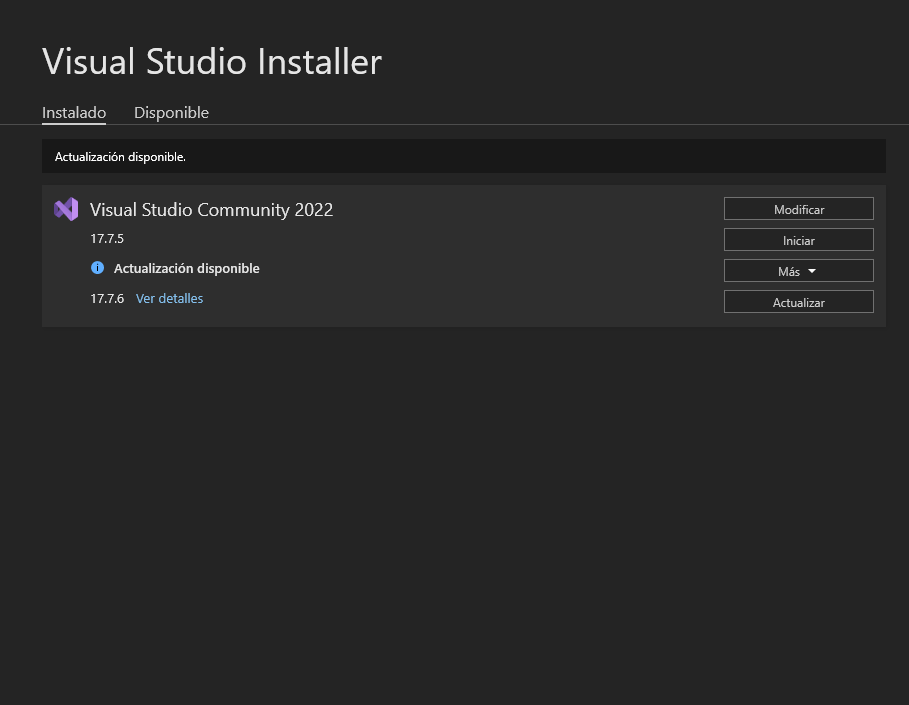 Visual Studio Installer
Instalado
Disponible
Actualización disponible.
Visual Studio Community 2022
17.7.5
Actualización disponible
17.7.6 Ver detalles
Modificar
Iniciar
Más
Actualizar